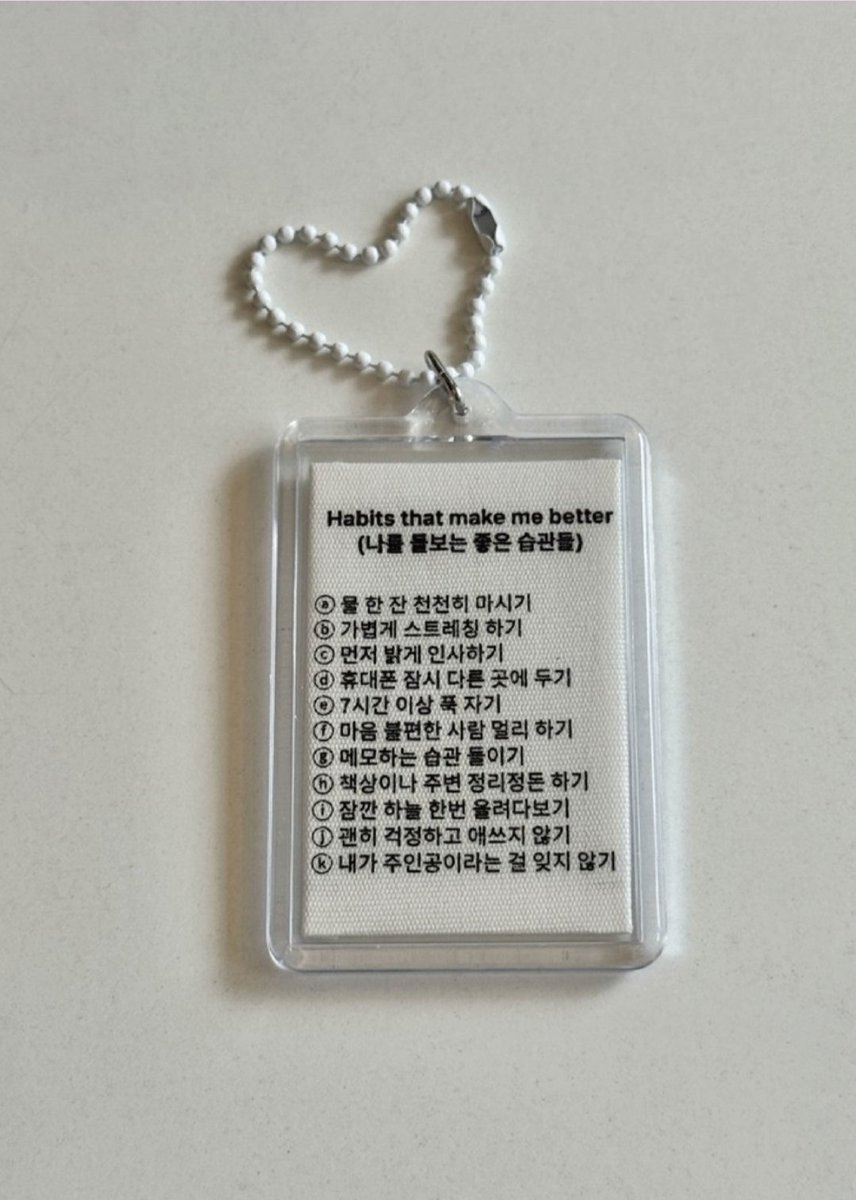 Habits that make me better
(나를 돌보는 좋은 습관들)
ⓐ 물 한 잔 천천히 마시기
ⓑ 가볍게 스트레칭 하기
ⓒ 먼저 밝게 인사하기
ⓓ 휴대폰 잠시 다른 곳에 두기
ⓔ 7시간 이상 푹 자기
ⓕ 마음 불편한 사람 멀리 하기
ⓖ 메모하는 습관 들이기
ⓗ 책상이나 주변 정리정돈 하기
ⓘ 잠깐 하늘 한번 올려다보기
ⓙ 괜히 걱정하고 애쓰지 않기
ⓚ 내가 주인공이라는 걸 잊지 않기